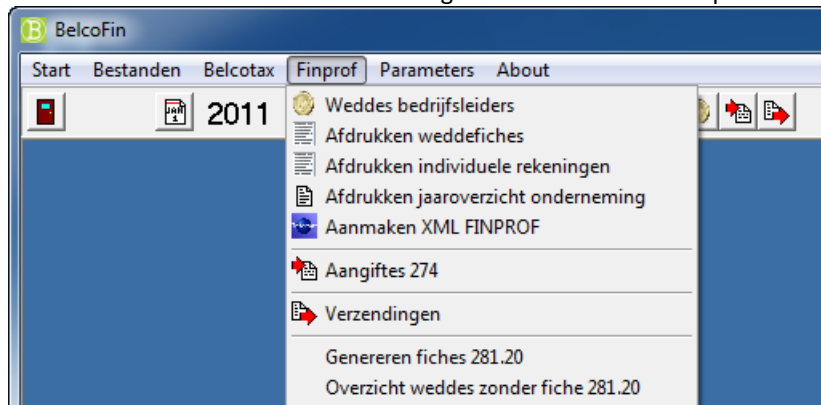 BelcoFin
Start Bestanden Belcotax Finprof Parameters About
2011
Weddes bedrijfsleiders
Afdrukken weddefiches
Afdrukken individuele rekeningen
Afdrukken jaaroverzicht onderneming
Aanmaken XML FINPROF
Aangiftes 274
Verzendingen
Genereren fiches 281.20
Overzicht weddes zonder fiche 281.20